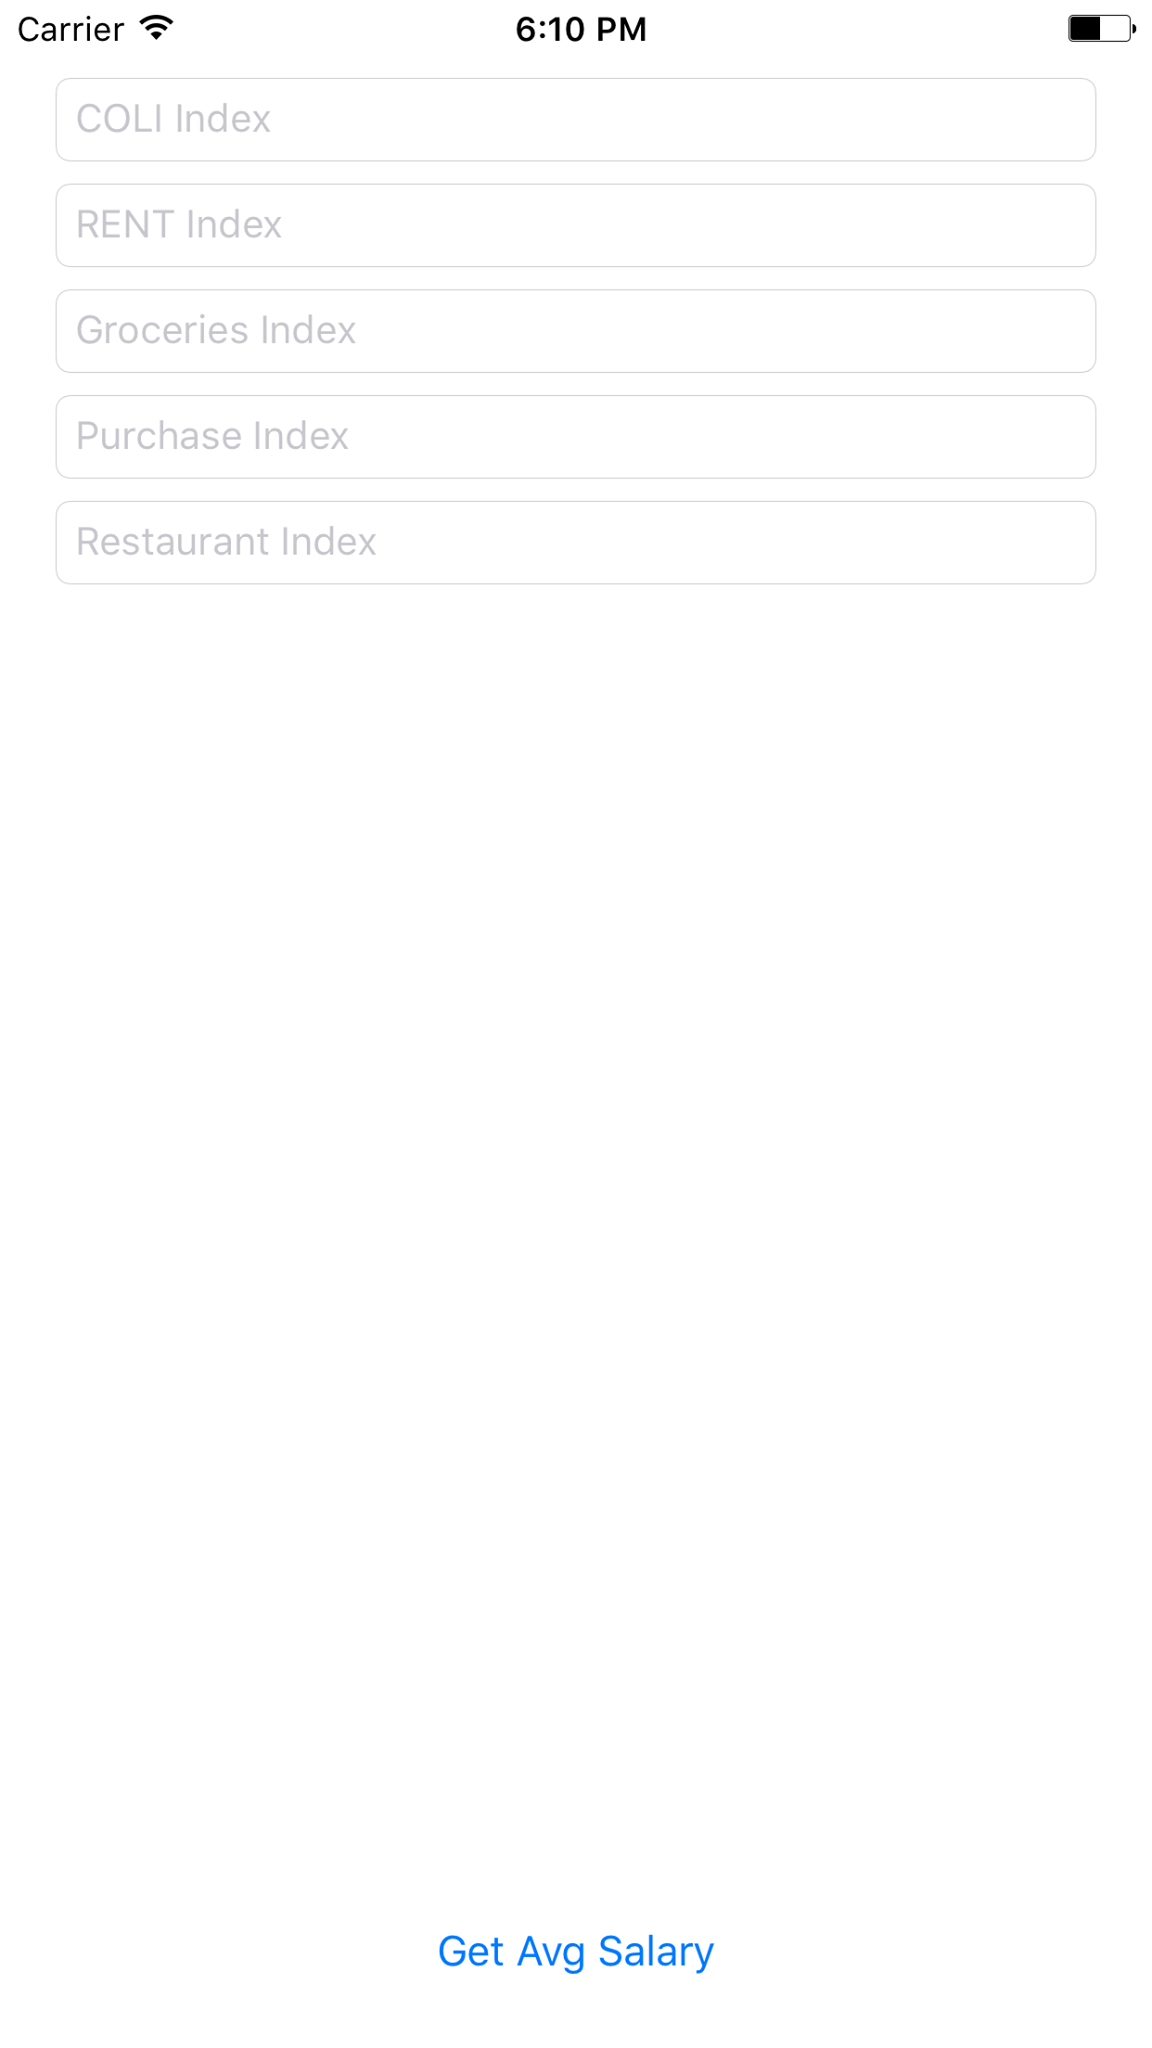 Carrier 6:10 PM
COLI Index
RENT Index
Groceries Index
Purchase Index
Restaurant Index
Get Avg Salary